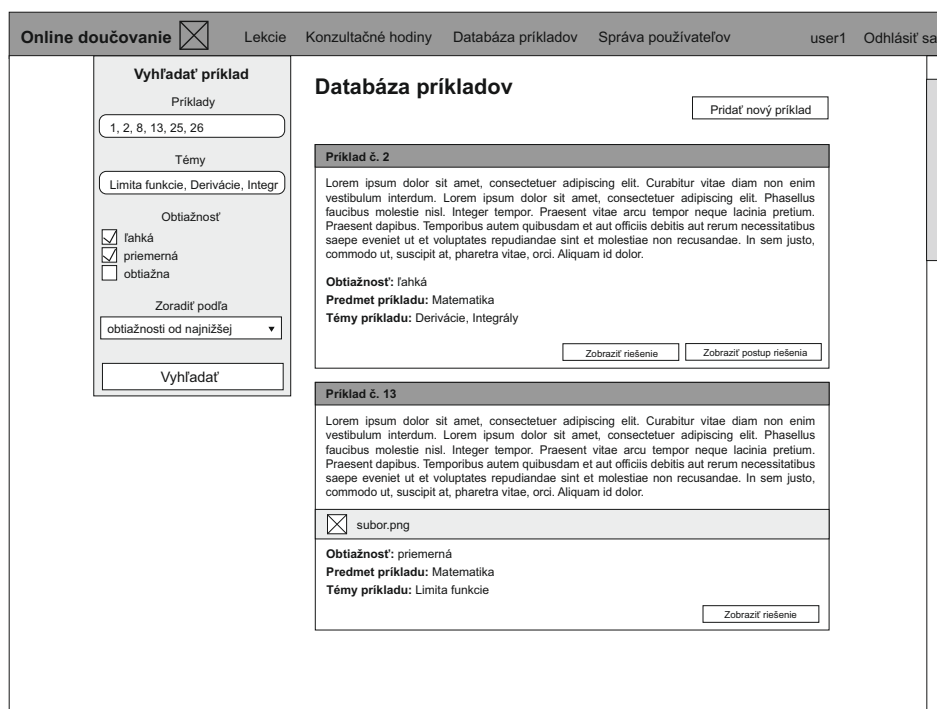 Online doučovanie Lekcie Konzultačné hodiny Databáza príkladov Správa používateľov user1 Odhlásiť sa
Vyhľadať príklad
Príklady
1, 2, 8, 13, 25, 26
Témy
Limita funkcie, Derivácie, Integr
Obtiažnosť
ľahká
priemerná
obtiažna
Zoradiť podľa
obtiažnosti od najnižšej
Vyhľadať
Databáza príkladov
Pridať nový príklad
Príklad č. 2
Lorem ipsum dolor sit amet, consectetuer adipiscing elit. Curabitur vitae diam non enim
vestibulum interdum. Lorem ipsum dolor sit amet, consectetuer adipiscing elit. Phasellus
faucibus molestie nisl. Integer tempor. Praesent vitae arcu tempor neque lacinia pretium.
Praesent dapibus. Temporibus autem quibusdam et aut officiis debitis aut rerum necessitatibus
saepe eveniet ut et voluptates repudiandae sint et molestiae non recusandae. In sem justo,
commodo ut, suscipit at, pharetra vitae, orci. Aliquam id dolor.
Obtiažnosť: ľahká
Predmet príkladu: Matematika
Témy príkladu: Derivácie, Integrály
Zobraziť riešenie Zobraziť postup riešenia
Príklad č. 13
Lorem ipsum dolor sit amet, consectetuer adipiscing elit. Curabitur vitae diam non enim
vestibulum interdum. Lorem ipsum dolor sit amet, consectetuer adipiscing elit. Phasellus
faucibus molestie nisl. Integer tempor. Praesent vitae arcu tempor neque lacinia pretium.
Praesent dapibus. Temporibus autem quibusdam et aut officiis debitis aut rerum necessitatibus
saepe eveniet ut et voluptates repudiandae sint et molestiae non recusandae. In sem justo,
commodo ut, suscipit at, pharetra vitae, orci. Aliquam id dolor.
subor.png
Obtiažnosť: priemerná
Predmet príkladu: Matematika
Témy príkladu: Limita funkcie
Zobraziť riešenie